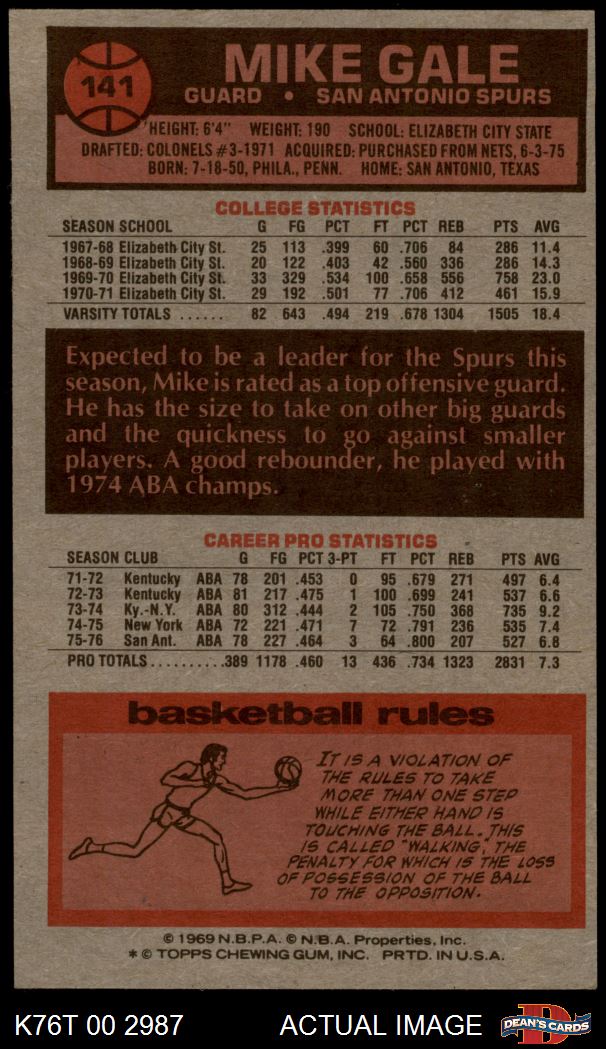 141
MIKE GALE
GUARD • SAN ANTONIO SPURS
HEIGHT: 6'4" WEIGHT: 190 SCHOOL: ELIZABETH CITY STATE
DRAFTED: COLONELS #3-1971 ACQUIRED: PURCHASED FROM NETS, 6-3-75
BORN: 7-18-50, PHILA., PENN. HOME: SAN ANTONIO, TEXAS
COLLEGE STATISTICS
SEASON SCHOOL G FG PCT FT PCT REB PTS AVG
1967-68 Elizabeth City St. 25 113 .399 60 .706 84 286 11.4
1968-69 Elizabeth City St. 20 122 .403 42 .560 336 286 14.3
1969-70 Elizabeth City St. 33 329 .534 100 .658 556 758 23.0
1970-71 Elizabeth City St. 29 192 .501 77 .706 412 461 15.9
VARSITY TOTALS ...... 82 643 .494 219 .678 1304 1505 18.4
Expected to be a leader for the Spurs this
season, Mike is rated as a top offensive guard.
He has the size to take on other big guards
and the quickness to go against smaller
players. A good rebounder, he played with
1974 ABA champs.
CAREER PRO STATISTICS
SEASON CLUB G FG PCT 3-PT FT PCT REB PTS AVG
71-72 Kentucky ABA 78 201 .453 0 95 .679 271 497 6.4
72-73 Kentucky ABA 81 217 .475 1 100 .699 241 537 6.6
73-74 Ky.-N.Y. ABA 80 312 .444 2 105 .750 368 735 9.2
74-75 New York ABA 72 221 .471 7 72 .791 236 535 7.4
75-76 San Ant. ABA 78 227 .464 3 64 .800 207 527 6.8
PRO TOTALS..........389 1178 .460 13 436 .734 1323 2831 7.3
basketball rules
IT IS A VIOLATION OF
THE RULES TO TAKE
MORE THAN ONE STEP
WHILE EITHER HAND IS
TOUCHING THE BALL. THIS
IS CALLED "WALKING," THE
PENALTY FOR WHICH IS THE LOSS
OF POSSESSION OF THE BALL
TO THE OPPOSITION.
© 1969 N.B.P.A. © N.B.A. Properties, Inc.
* © TOPPS CHEWING GUM, INC. PRTD. IN U.S.A.
K76T 00 2987 ACTUAL IMAGE DEAN'S CARDS